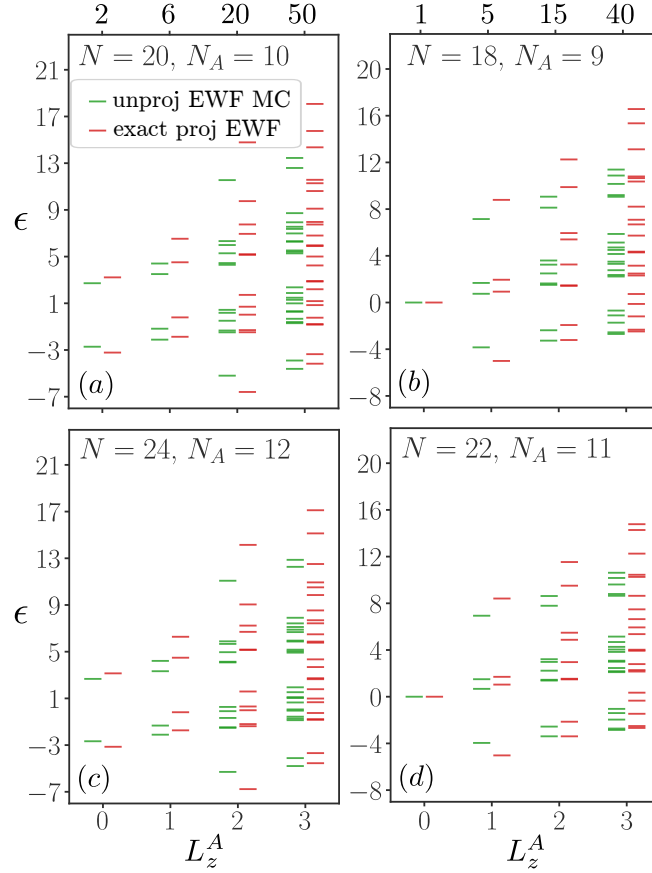 2 6 20 50
1 5 15 40
N = 20, N_A = 10
unproj EWF MC
exact proj EWF
21
17
13
9
5
1
−3
−7
ϵ
(a)
N = 18, N_A = 9
20
16
12
8
4
0
−4
−8
(b)
N = 24, N_A = 12
21
17
13
9
5
1
−3
−7
ϵ
(c)
0 1 2 3
L_z^A
N = 22, N_A = 11
20
16
12
8
4
0
−4
−8
(d)
0 1 2 3
L_z^A